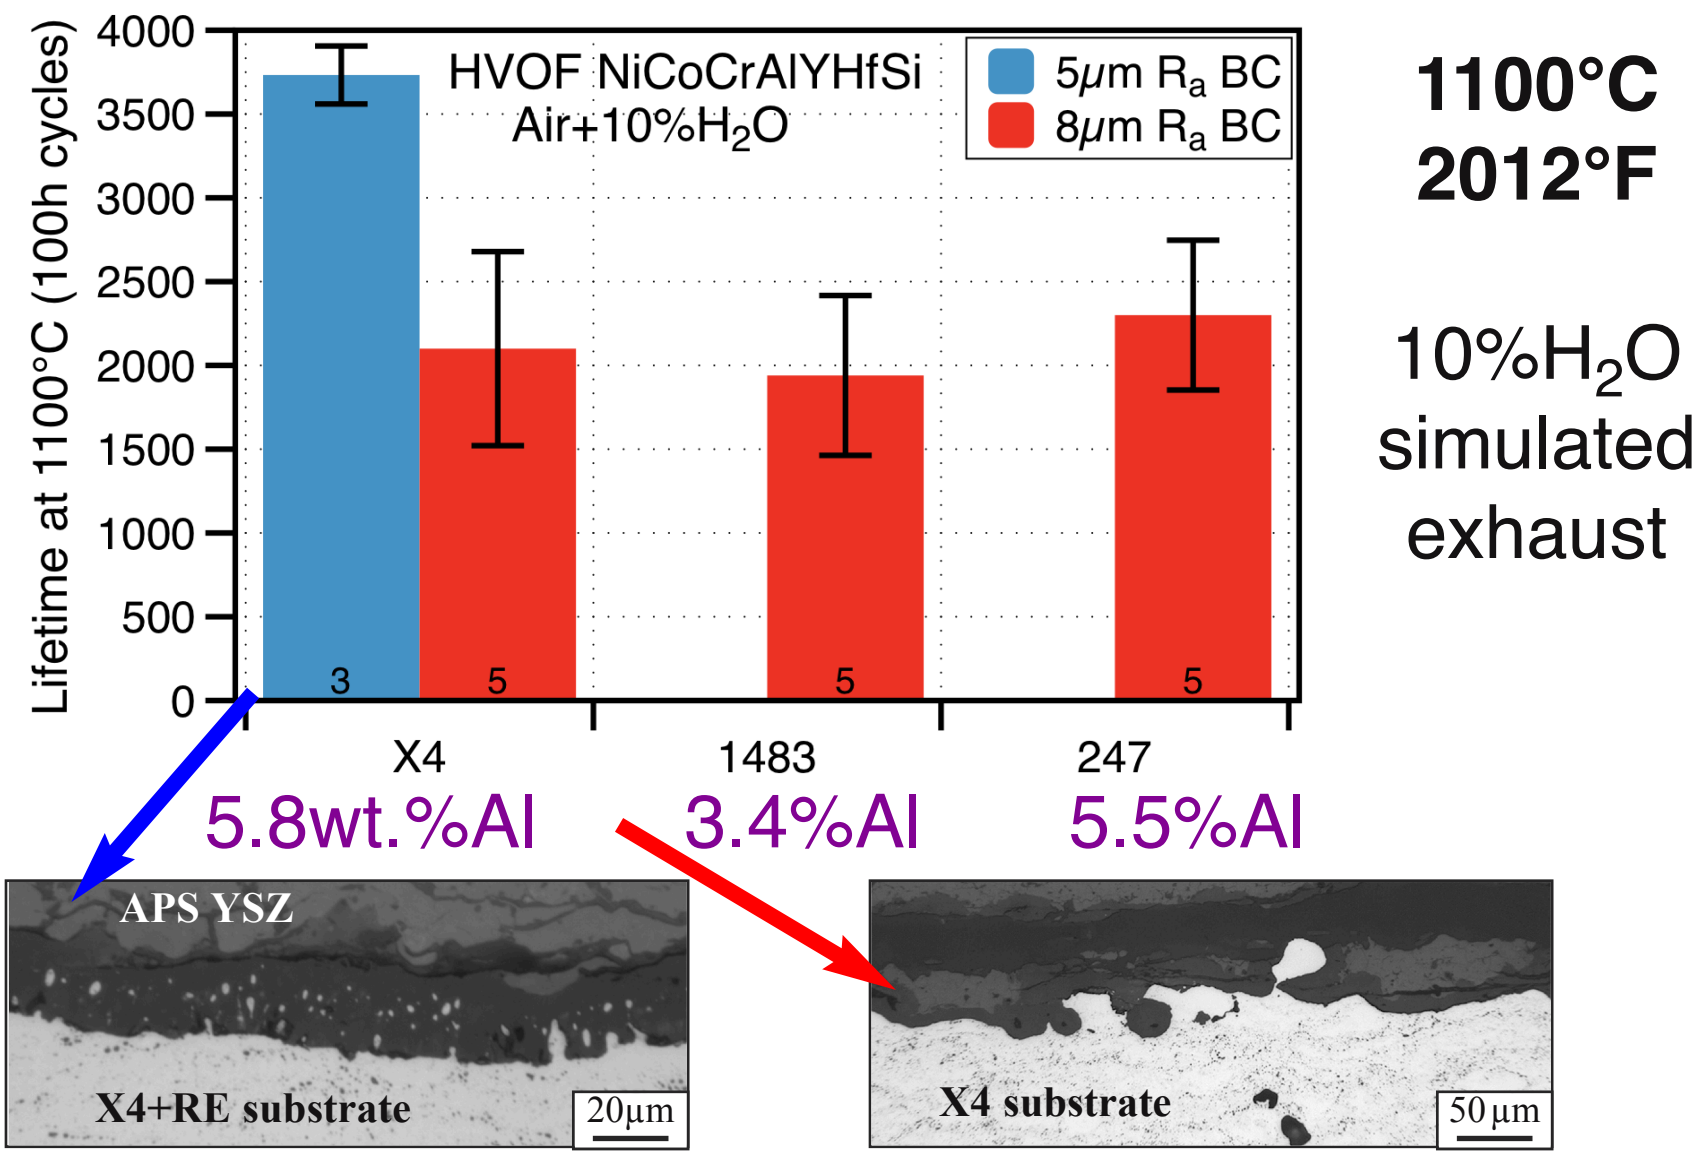 Lifetime at 1100°C (100h cycles)
4000
3500
3000
2500
2000
1500
1000
500
0
HVOF NiCoCrAlYHfSi
Air+10%H₂O
5µm Rₐ BC
8µm Rₐ BC
3
5
5
5
X4
1483
247
5.8wt.%Al
3.4%Al
5.5%Al
1100°C
2012°F
10%H₂O
simulated
exhaust
APS YSZ
X4+RE substrate
20µm
X4 substrate
50µm